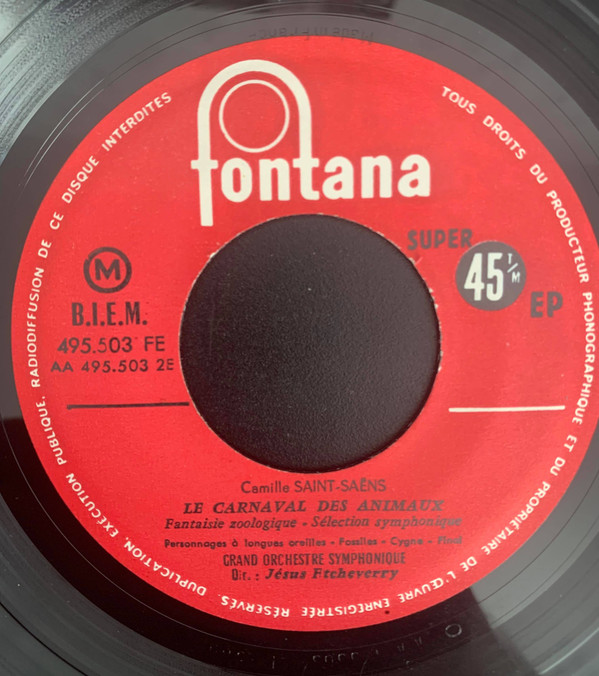 fontana
TOUS DROITS DU PRODUCTEUR PHONOGRAPHIQUE ET DU PROPRIÉTAIRE DE L'ŒUVRE ENREGISTRÉE RÉSERVÉS. DUPLICATION, EXÉCUTION PUBLIQUE, RADIODIFFUSION DE CE DISQUE INTERDITES
SUPER
45 T/M
EP
M
B.I.E.M.
495.503 FE
AA 495.503 2E
Camille SAINT-SAËNS
LE CARNAVAL DES ANIMAUX
Fantaisie zoologique - Sélection symphonique
Personnages à longues oreilles - Fossiles - Cygne - Final
GRAND ORCHESTRE SYMPHONIQUE
Dir. : Jésus Etcheverry